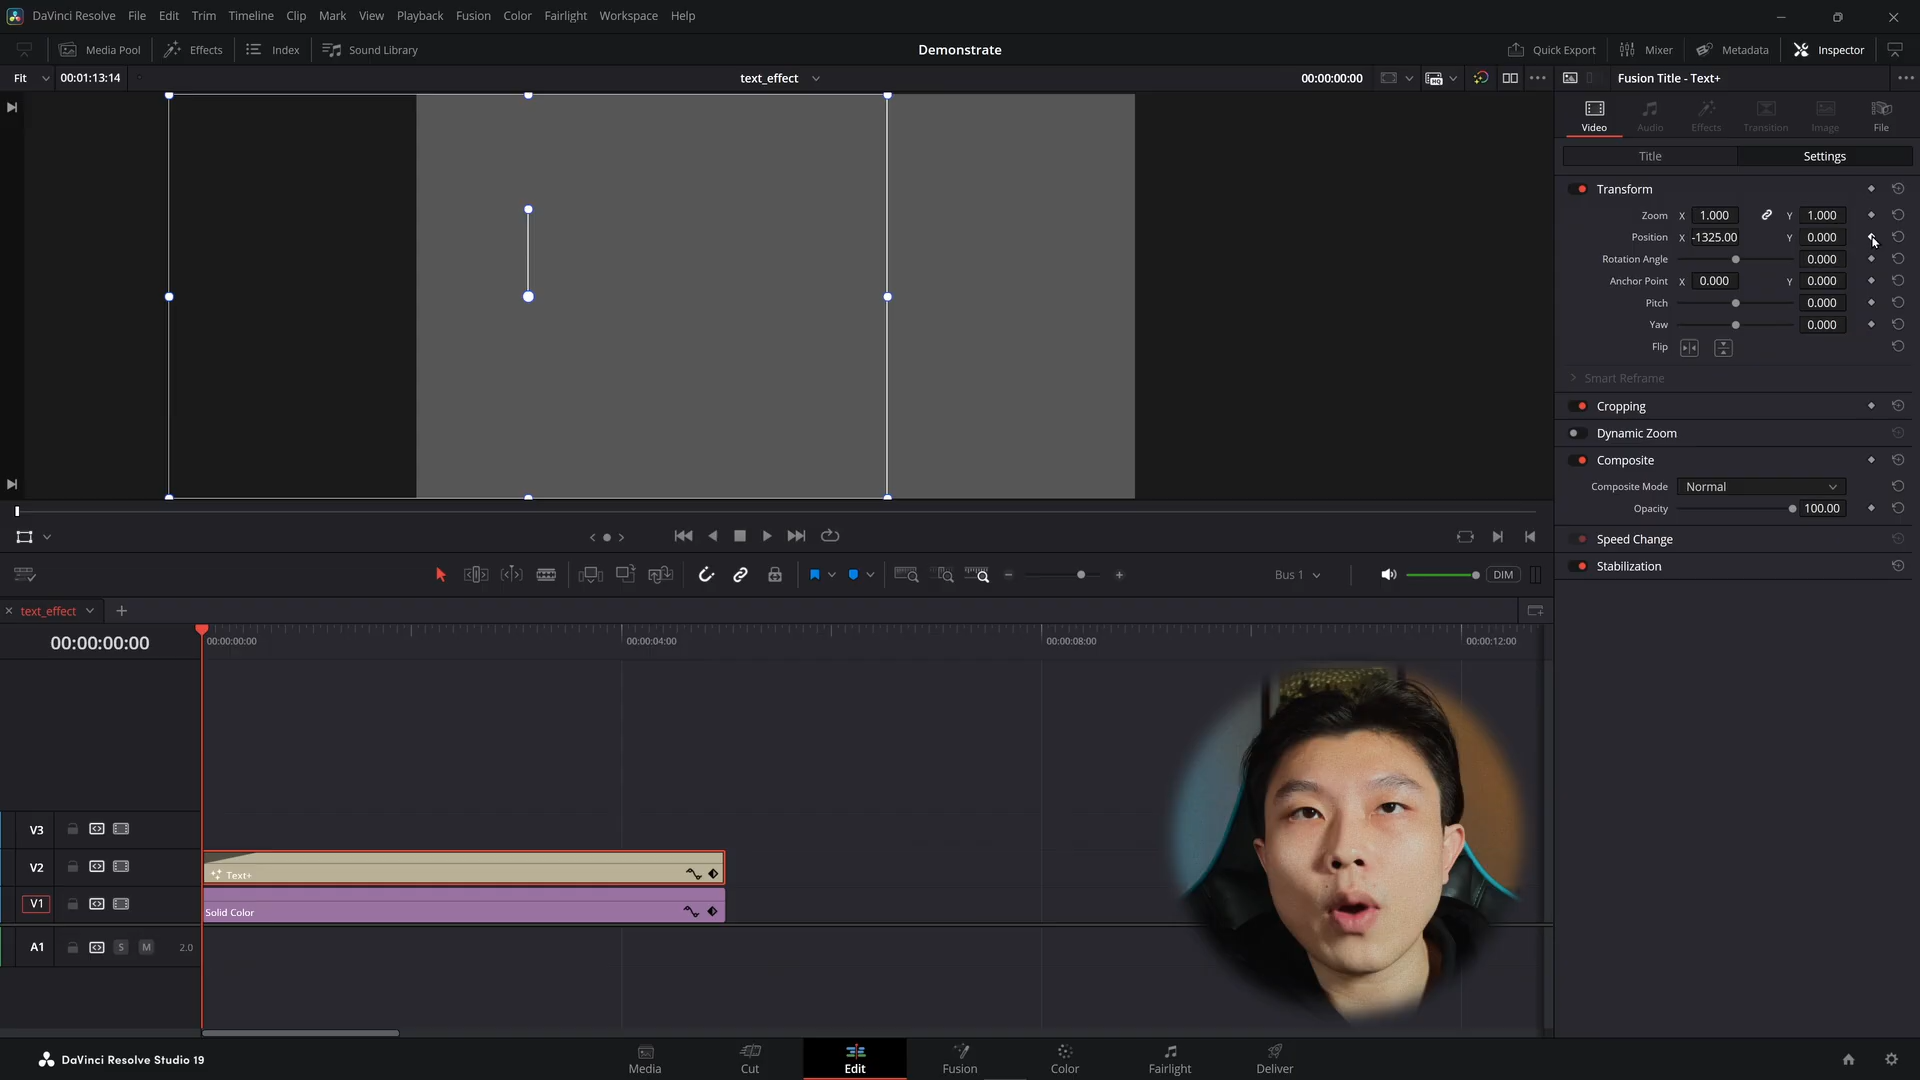 DaVinci Resolve File Edit Trim Timeline Clip Mark View Playback Fusion Color Fairlight Workspace Help
Media Pool Effects Index Sound Library Demonstrate Quick Export Mixer Metadata Inspector
Fit 00:01:13:14 text_effect 00:00:00:00 Fusion Title - Text+
Video Audio Effects Transition Image File
Title Settings
Transform
Zoom X 1.000 Y 1.000
Position X -1325.00 Y 0.000
Rotation Angle 0.000
Anchor Point X 0.000 Y 0.000
Pitch 0.000
Yaw 0.000
Flip
Smart Reframe
Cropping
Dynamic Zoom
Composite
Composite Mode Normal
Opacity 100.00
Speed Change
Stabilization
Bus 1 DIM
text_effect
00:00:00:00 00:00:00:00 00:00:04:00 00:00:08:00 00:00:12:00
V3
V2 Text+
V1 Solid Color
A1 S M 2.0
DaVinci Resolve Studio 19 Media Cut Edit Fusion Color Fairlight Deliver